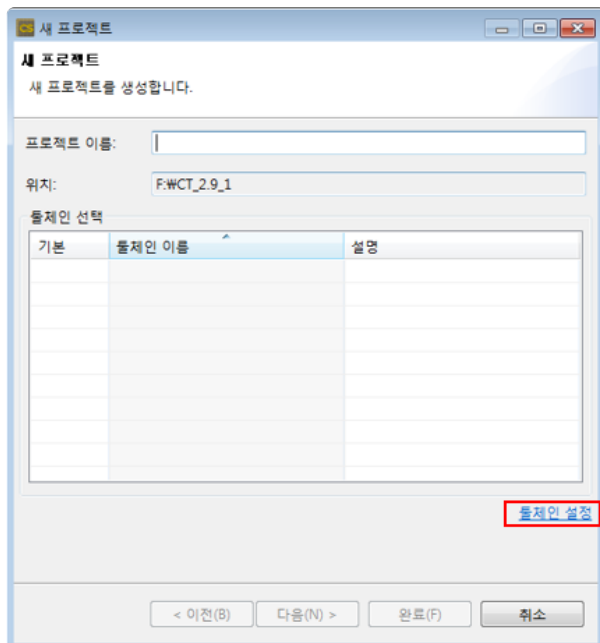 CS 새 프로젝트
새 프로젝트
새 프로젝트를 생성합니다.
프로젝트 이름:
위치: F:₩CT_2.9_1
툴체인 선택
기본 툴체인 이름 설명
툴체인 설정
< 이전(B) 다음(N) > 완료(F) 취소